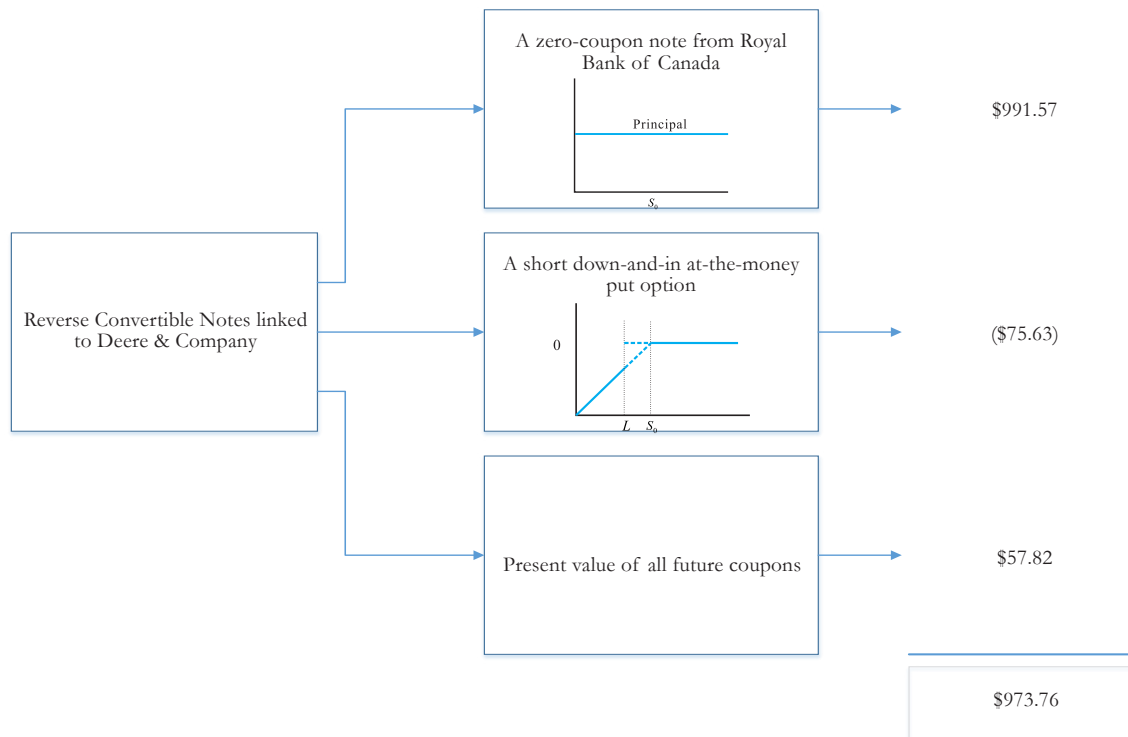 A zero-coupon note from Royal
Bank of Canada
Principal
S₀
$991.57
Reverse Convertible Notes linked
to Deere & Company
A short down-and-in at-the-money
put option
0
L S₀
($75.63)
Present value of all future coupons
$57.82
$973.76